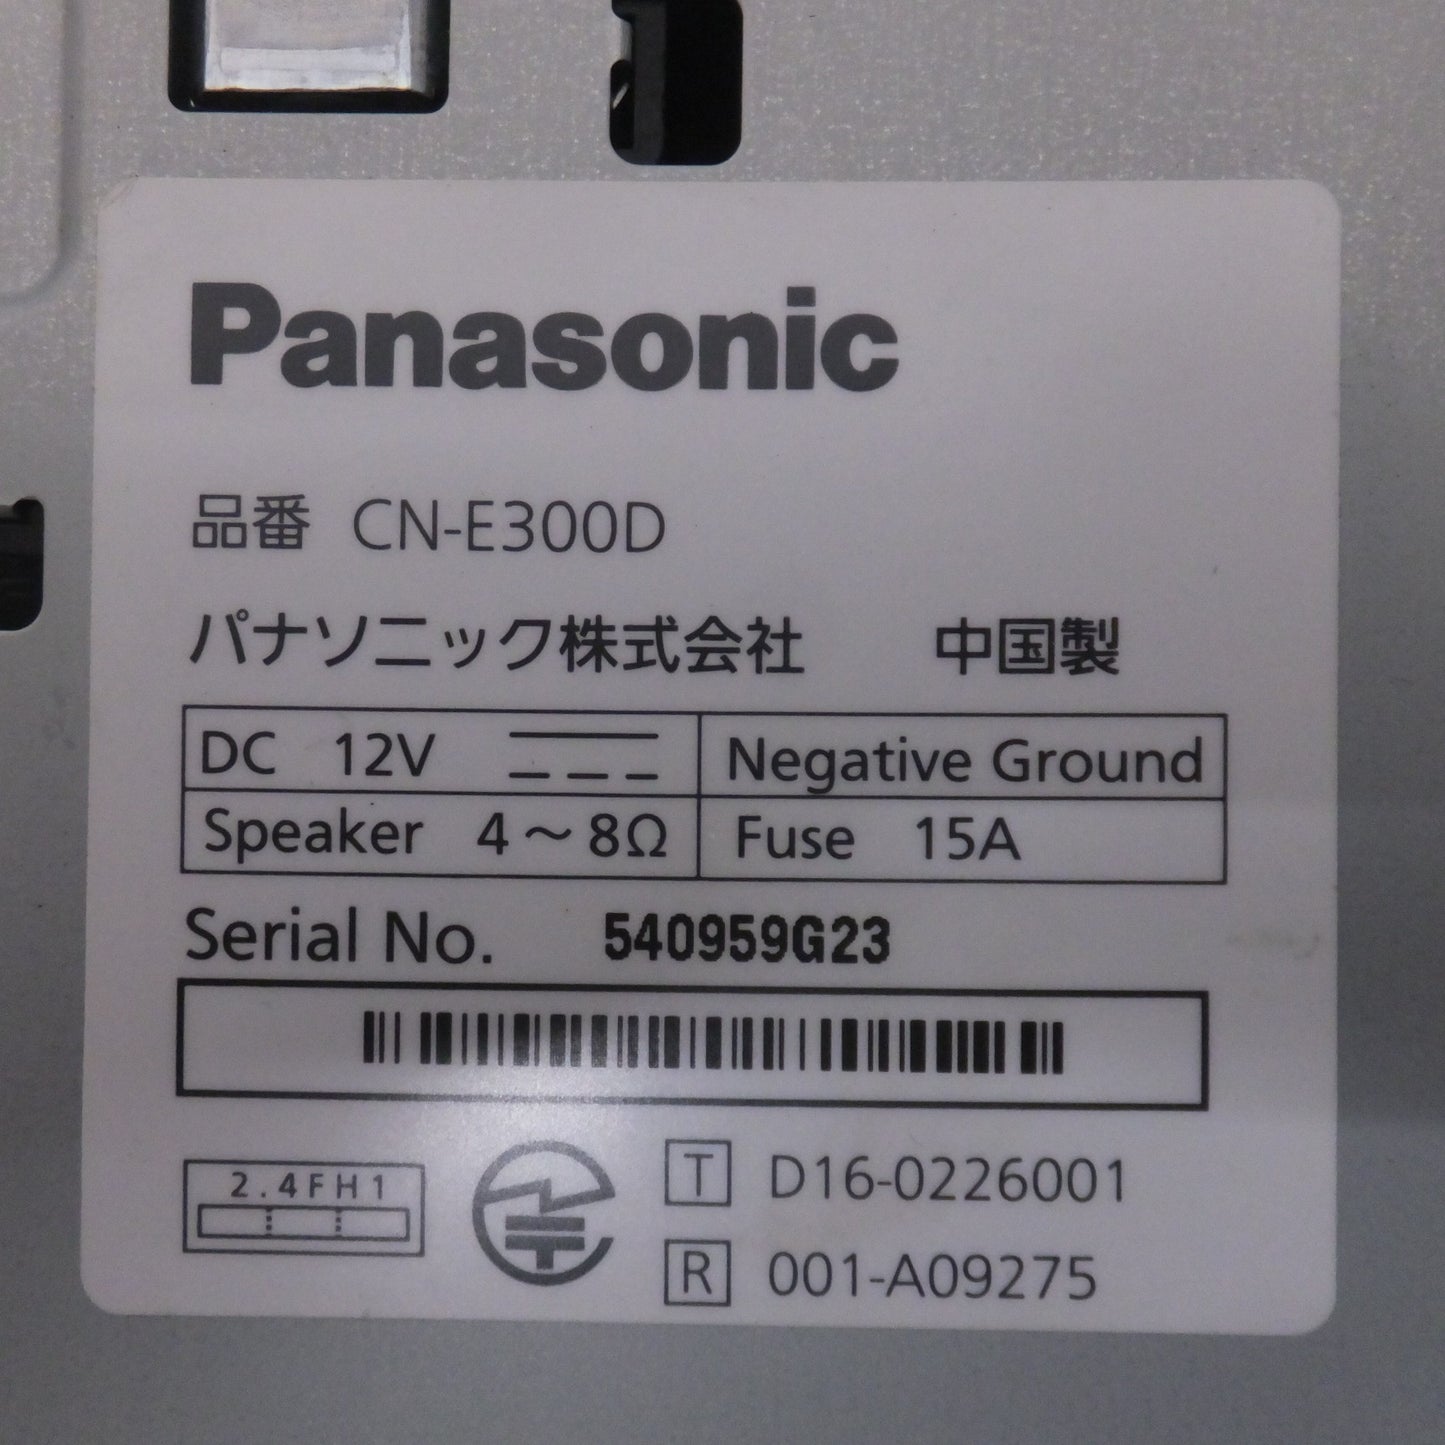 Panasonic
品番 CN-E300D
パナソニック株式会社 中国製
DC 12V Negative Ground
Speaker 4～8Ω Fuse 15A
Serial No. 540959G23
2.4FH1
T D16-0226001
R 001-A09275